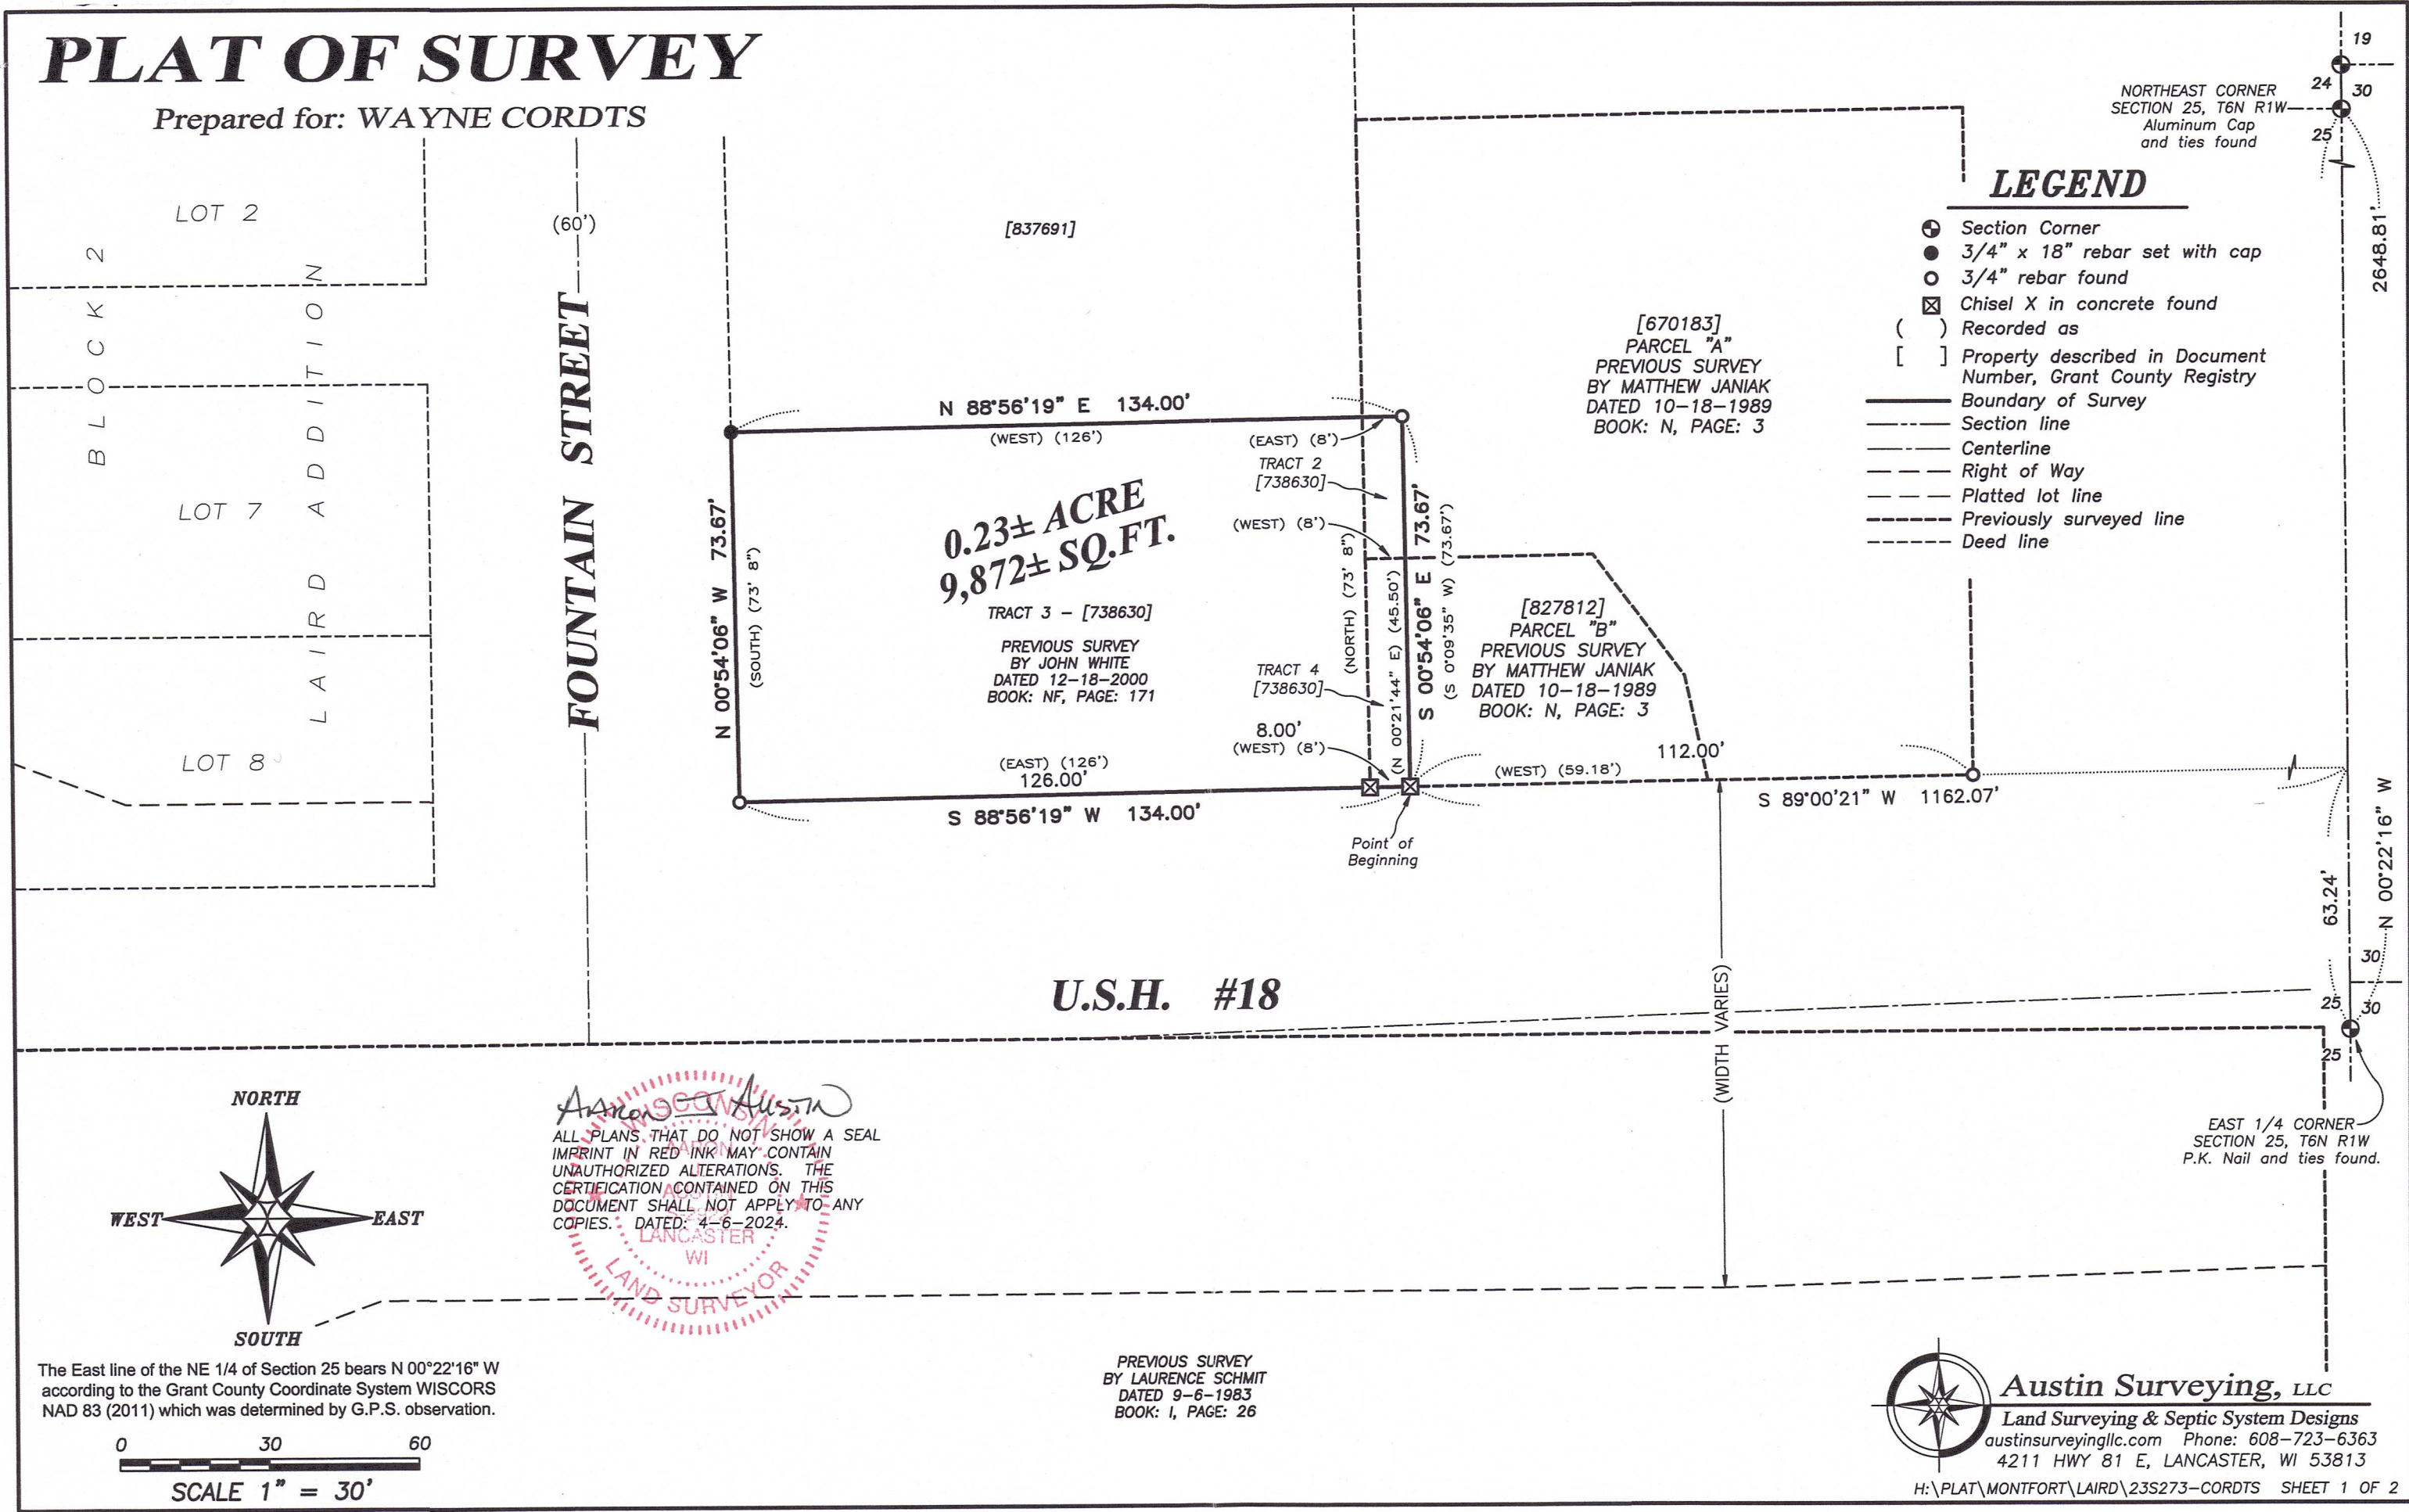 PLAT OF SURVEY
Prepared for: WAYNE CORDTS
LOT 2
BLOCK 2
LAIRD ADDITION
LOT 7
LOT 8
(60')
FOUNTAIN STREET
[837691]
N 88°56'19" E 134.00'
(WEST) (126')
(EAST) (8')
TRACT 2
[738630]
(WEST) (8')
N 00°54'06" W 73.67'
(SOUTH) (73' 8")
0.23± ACRE
9,872± SQ.FT.
TRACT 3 - [738630]
PREVIOUS SURVEY
BY JOHN WHITE
DATED 12-18-2000
BOOK: NF, PAGE: 171
(NORTH) (73' 8")
(N 00°21'44" E) (45.50')
S 00°54'06" E 73.67'
(S 0°09'35" W) (73.67')
TRACT 4
[738630]
8.00'
(WEST) (8')
(EAST) (126')
126.00'
S 88°56'19" W 134.00'
Point of
Beginning
[670183]
PARCEL "A"
PREVIOUS SURVEY
BY MATTHEW JANIAK
DATED 10-18-1989
BOOK: N, PAGE: 3
[827812]
PARCEL "B"
PREVIOUS SURVEY
BY MATTHEW JANIAK
DATED 10-18-1989
BOOK: N, PAGE: 3
112.00'
(WEST) (59.18')
S 89°00'21" W 1162.07'
NORTHEAST CORNER
SECTION 25, T6N R1W
Aluminum Cap
and ties found
19
24
30
25
LEGEND
Section Corner
3/4" x 18" rebar set with cap
3/4" rebar found
Chisel X in concrete found
( ) Recorded as
[ ] Property described in Document
Number, Grant County Registry
Boundary of Survey
Section line
Centerline
Right of Way
Platted lot line
Previously surveyed line
Deed line
2648.81'
N 00°22'16" W
63.24'
30
25
30
25
U.S.H. #18
(WIDTH VARIES)
EAST 1/4 CORNER
SECTION 25, T6N R1W
P.K. Nail and ties found.
NORTH
WEST
EAST
SOUTH
Aaron J Austin
ALL PLANS THAT DO NOT SHOW A SEAL
IMPRINT IN RED INK MAY CONTAIN
UNAUTHORIZED ALTERATIONS. THE
CERTIFICATION CONTAINED ON THIS
DOCUMENT SHALL NOT APPLY TO ANY
COPIES. DATED: 4-6-2024.
WISCONSIN
AARON
J
AUSTIN
LANCASTER
WI
LAND SURVEYOR
The East line of the NE 1/4 of Section 25 bears N 00°22'16" W
according to the Grant County Coordinate System WISCORS
NAD 83 (2011) which was determined by G.P.S. observation.
0 30 60
SCALE 1" = 30'
PREVIOUS SURVEY
BY LAURENCE SCHMIT
DATED 9-6-1983
BOOK: I, PAGE: 26
Austin Surveying, LLC
Land Surveying & Septic System Designs
austinsurveyingllc.com Phone: 608-723-6363
4211 HWY 81 E, LANCASTER, WI 53813
H:\PLAT\MONTFORT\LAIRD\23S273-CORDTS SHEET 1 OF 2